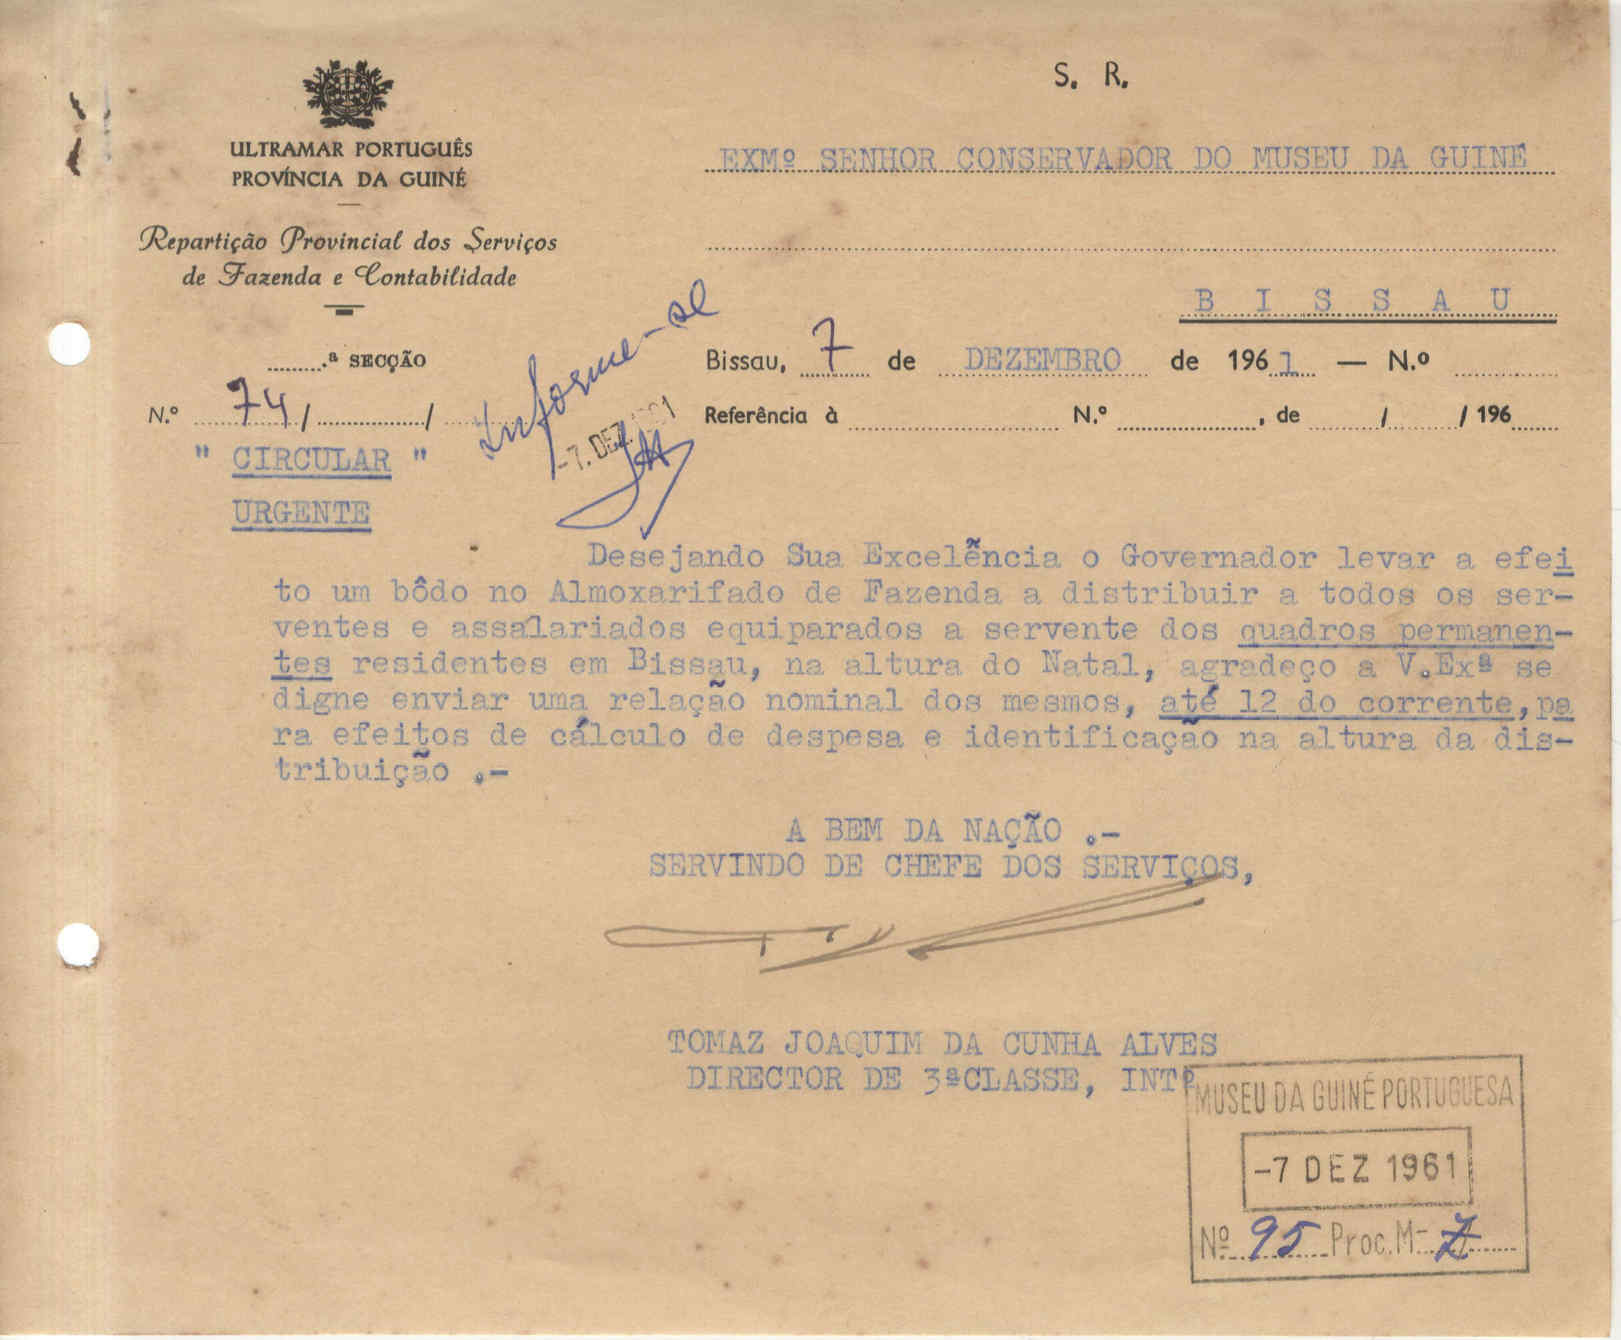 S. R.
ULTRAMAR PORTUGUÊS
PROVÍNCIA DA GUINÉ
Repartição Provincial dos Serviços
de Fazenda e Contabilidade
EXMº SENHOR CONSERVADOR DO MUSEU DA GUINE
B I S S A U
.........ª SECÇÃO
Bissau, 7 de DEZEMBRO de 1961 — N.º
N.º 74/ /
Informe-se
-7. DEZ. 1961
Referência à N.º , de / / 196
" CIRCULAR "
URGENTE
Desejando Sua Excelência o Governador levar a efei
to um bôdo no Almoxarifado de Fazenda a distribuir a todos os ser-
ventes e assalariados equiparados a servente dos quadros permanen-
tes residentes em Bissau, na altura do Natal, agradeço a V.Exª se
digne enviar uma relação nominal dos mesmos, até 12 do corrente,pa
ra efeitos de cálculo de despesa e identificação na altura da dis-
tribuição .-
A BEM DA NAÇÃO .-
SERVINDO DE CHEFE DOS SERVIÇOS,
TOMAZ JOAQUIM DA CUNHA ALVES
DIRECTOR DE 3ªCLASSE, INTº
MUSEU DA GUINÉ PORTUGUESA
-7 DEZ 1961
Nº 95 Proc. M-7